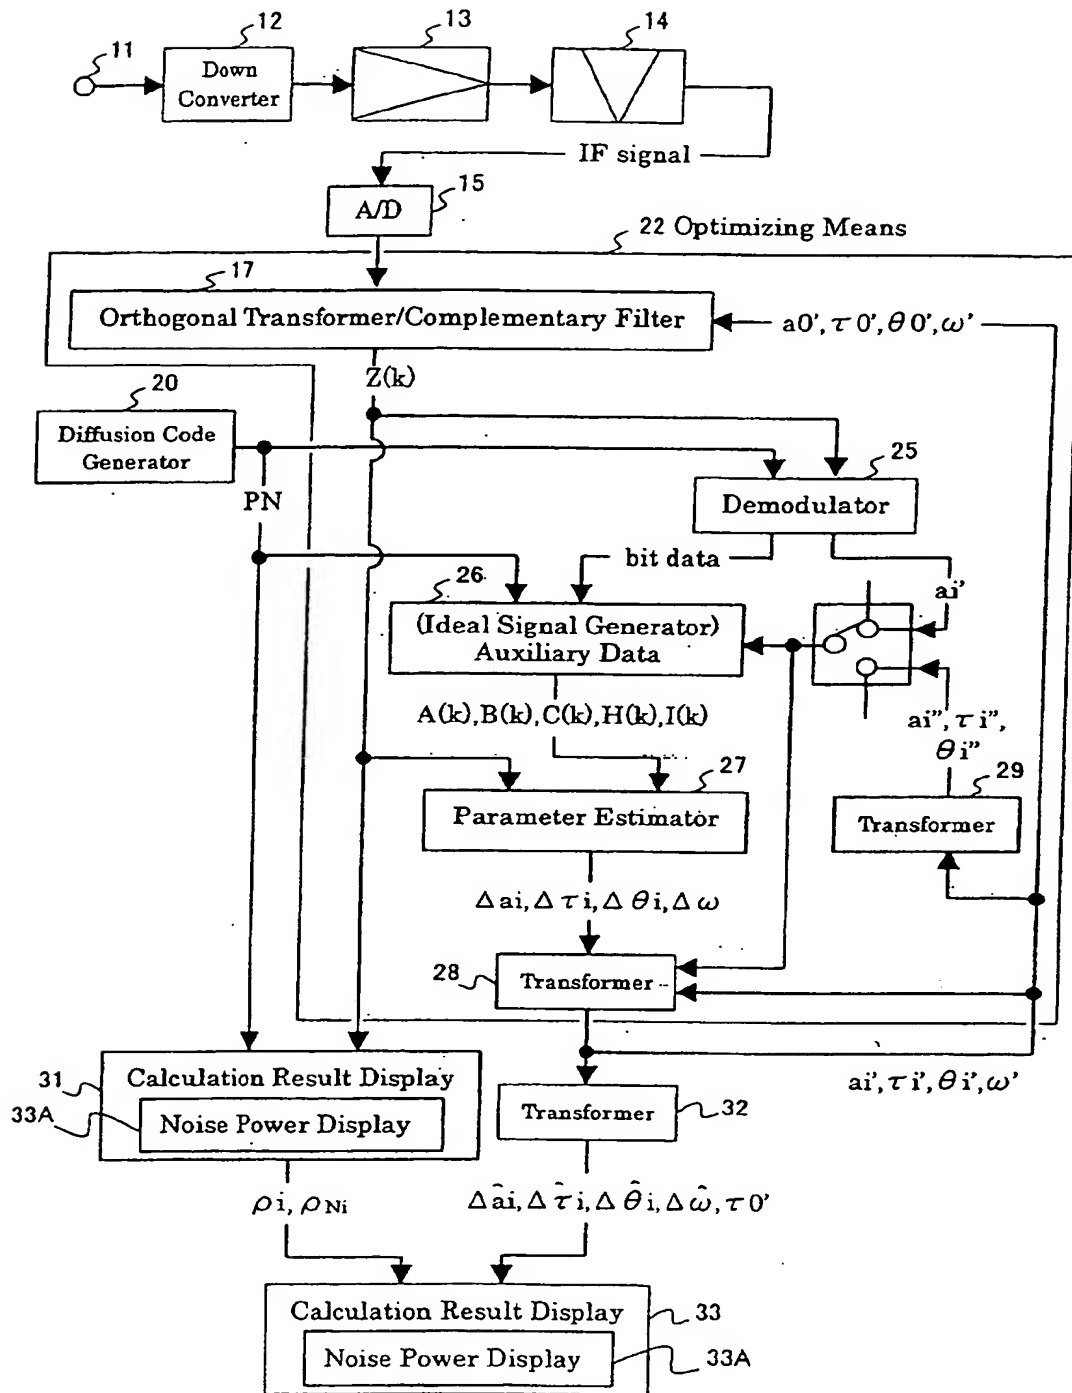 12
13
14
11
Down
Converter
IF signal
15
A/D
22 Optimizing Means
17
Orthogonal Transformer/Complementary Filter
a0', τ0', θ0', ω'
Z(k)
20
Diffusion Code
Generator
PN
25
Demodulator
bit data
ai'
26
(Ideal Signal Generator)
Auxiliary Data
A(k),B(k),C(k),H(k),I(k)
ai", τi",
θi"
27
29
Parameter Estimator
Transformer
Δai, Δτi, Δθi, Δω
28
Transformer
31
Calculation Result Display
ai', τi', θi', ω'
33A
Noise Power Display
Transformer
32
ρi, ρNi
Δâi, Δτ̂i, Δθ̂i, Δω̂, τ0'
Calculation Result Display
33
Noise Power Display
33A